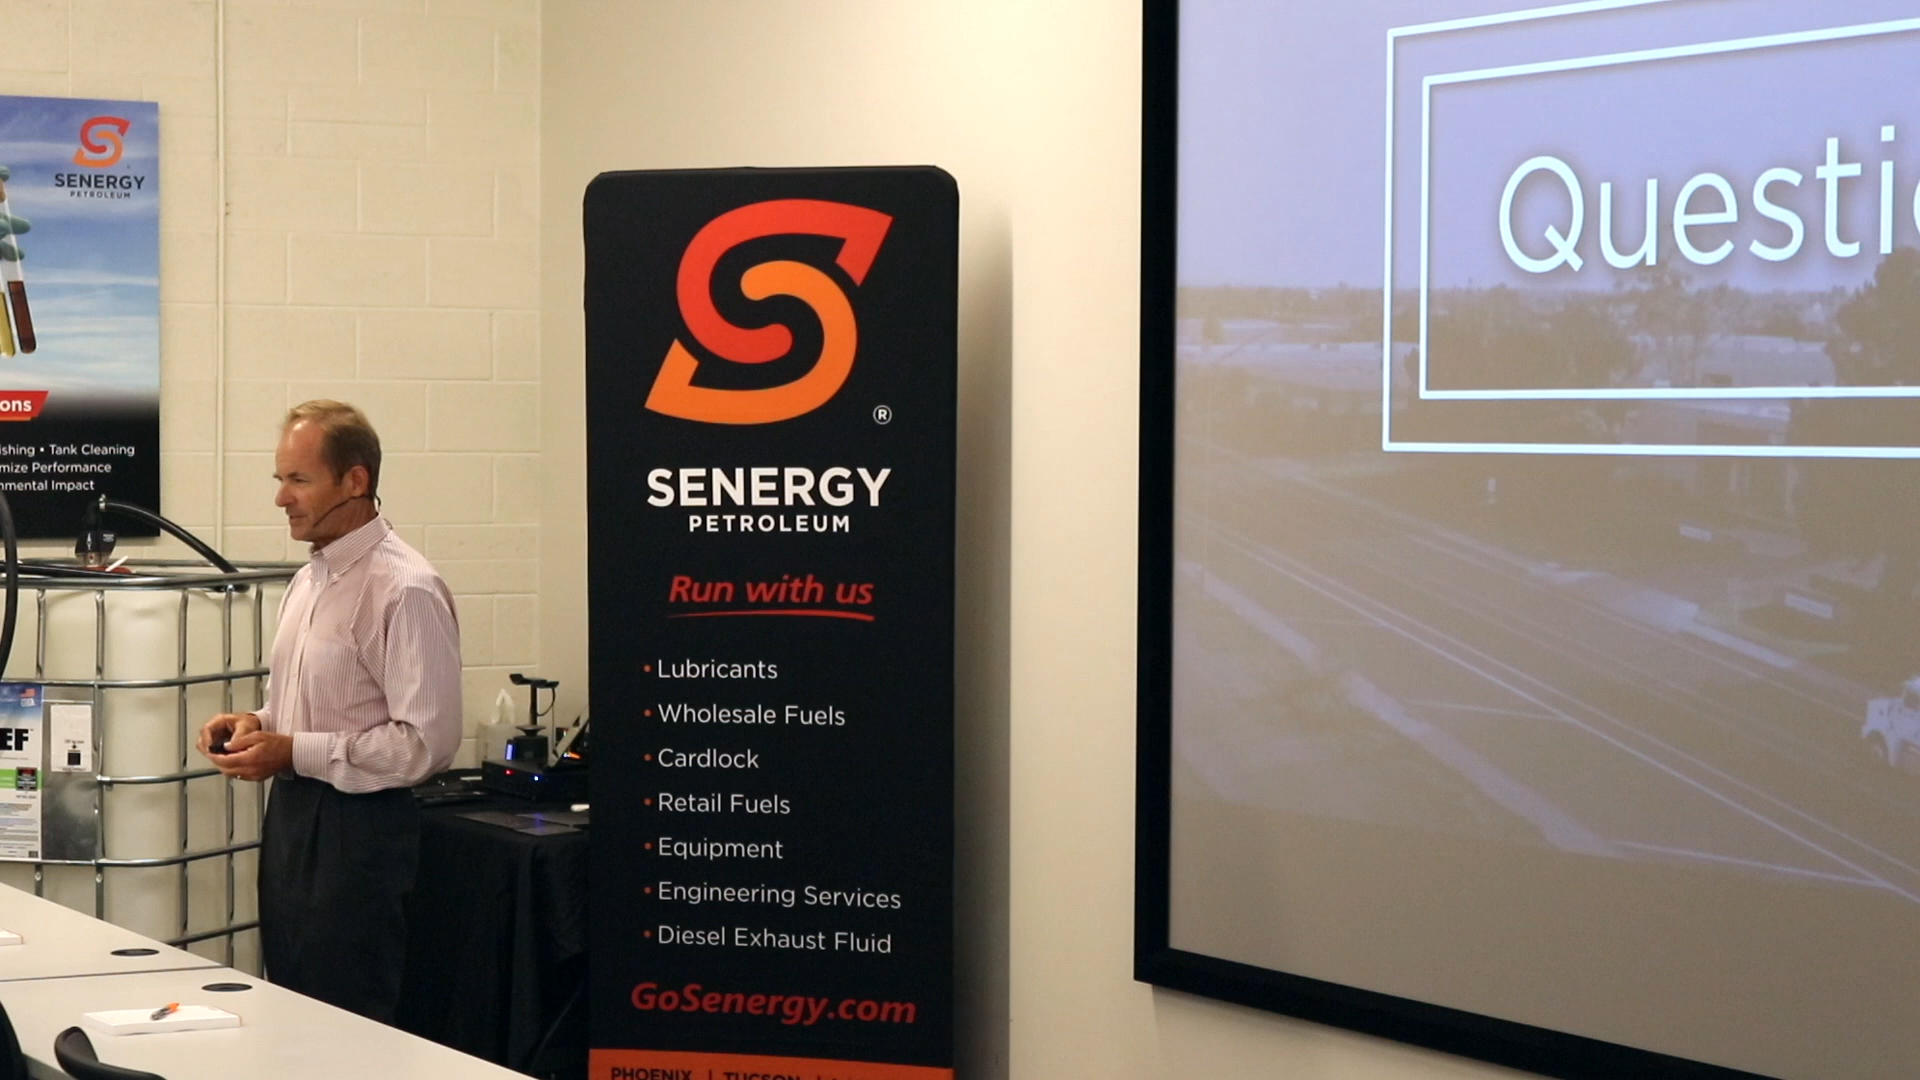 SENERGY
PETROLEUM
ons
ishing • Tank Cleaning
mize Performance
nmental Impact
EF
®
SENERGY
PETROLEUM
Run with us
• Lubricants
• Wholesale Fuels
• Cardlock
• Retail Fuels
• Equipment
• Engineering Services
• Diesel Exhaust Fluid
GoSenergy.com
PHOENIX | TUCSON |
Questi